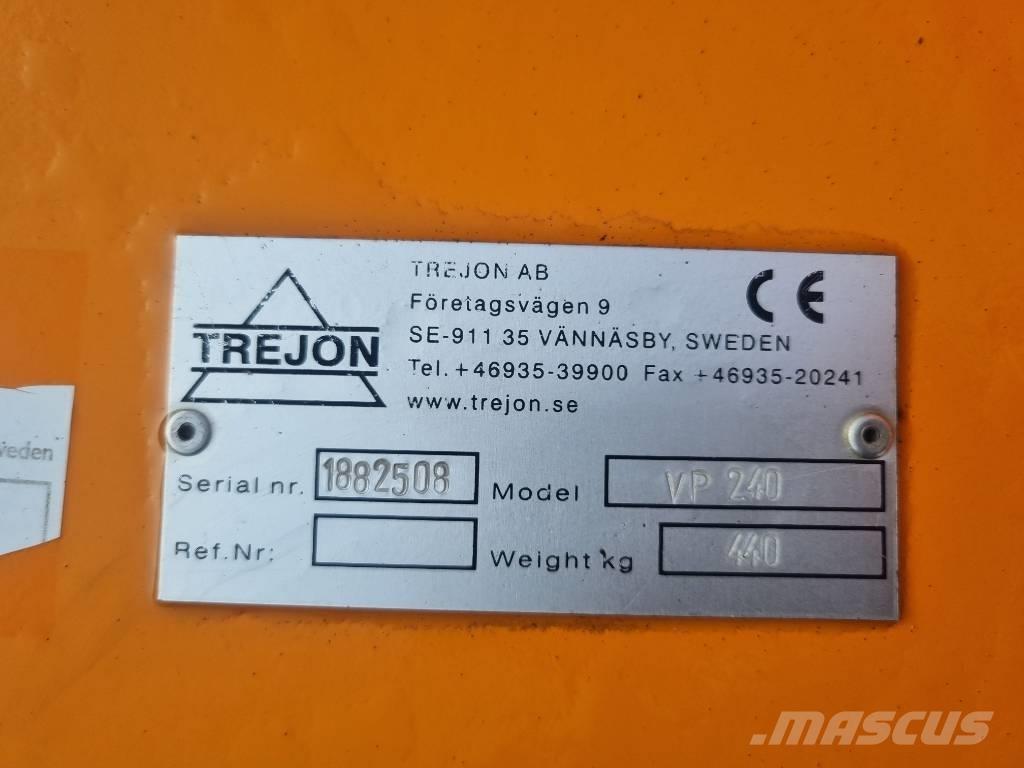 TREJON
TREJON AB
Företagsvägen 9
SE-911 35 VÄNNÄSBY, SWEDEN
Tel. +46935-39900 Fax +46935-20241
www.trejon.se
CE
Serial nr. 1882508 Model VP 240
Ref.Nr: Weight kg 440
veden
MASCUS